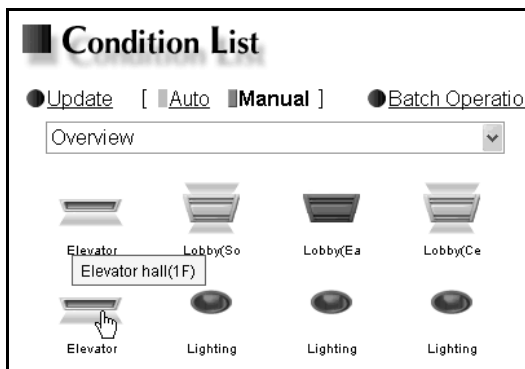 Condition List
Update [ Auto Manual ] Batch Operatio
Overview
Elevator Lobby(So Lobby(Ea Lobby(Ce
Elevator hall(1F)
Elevator Lighting Lighting Lighting